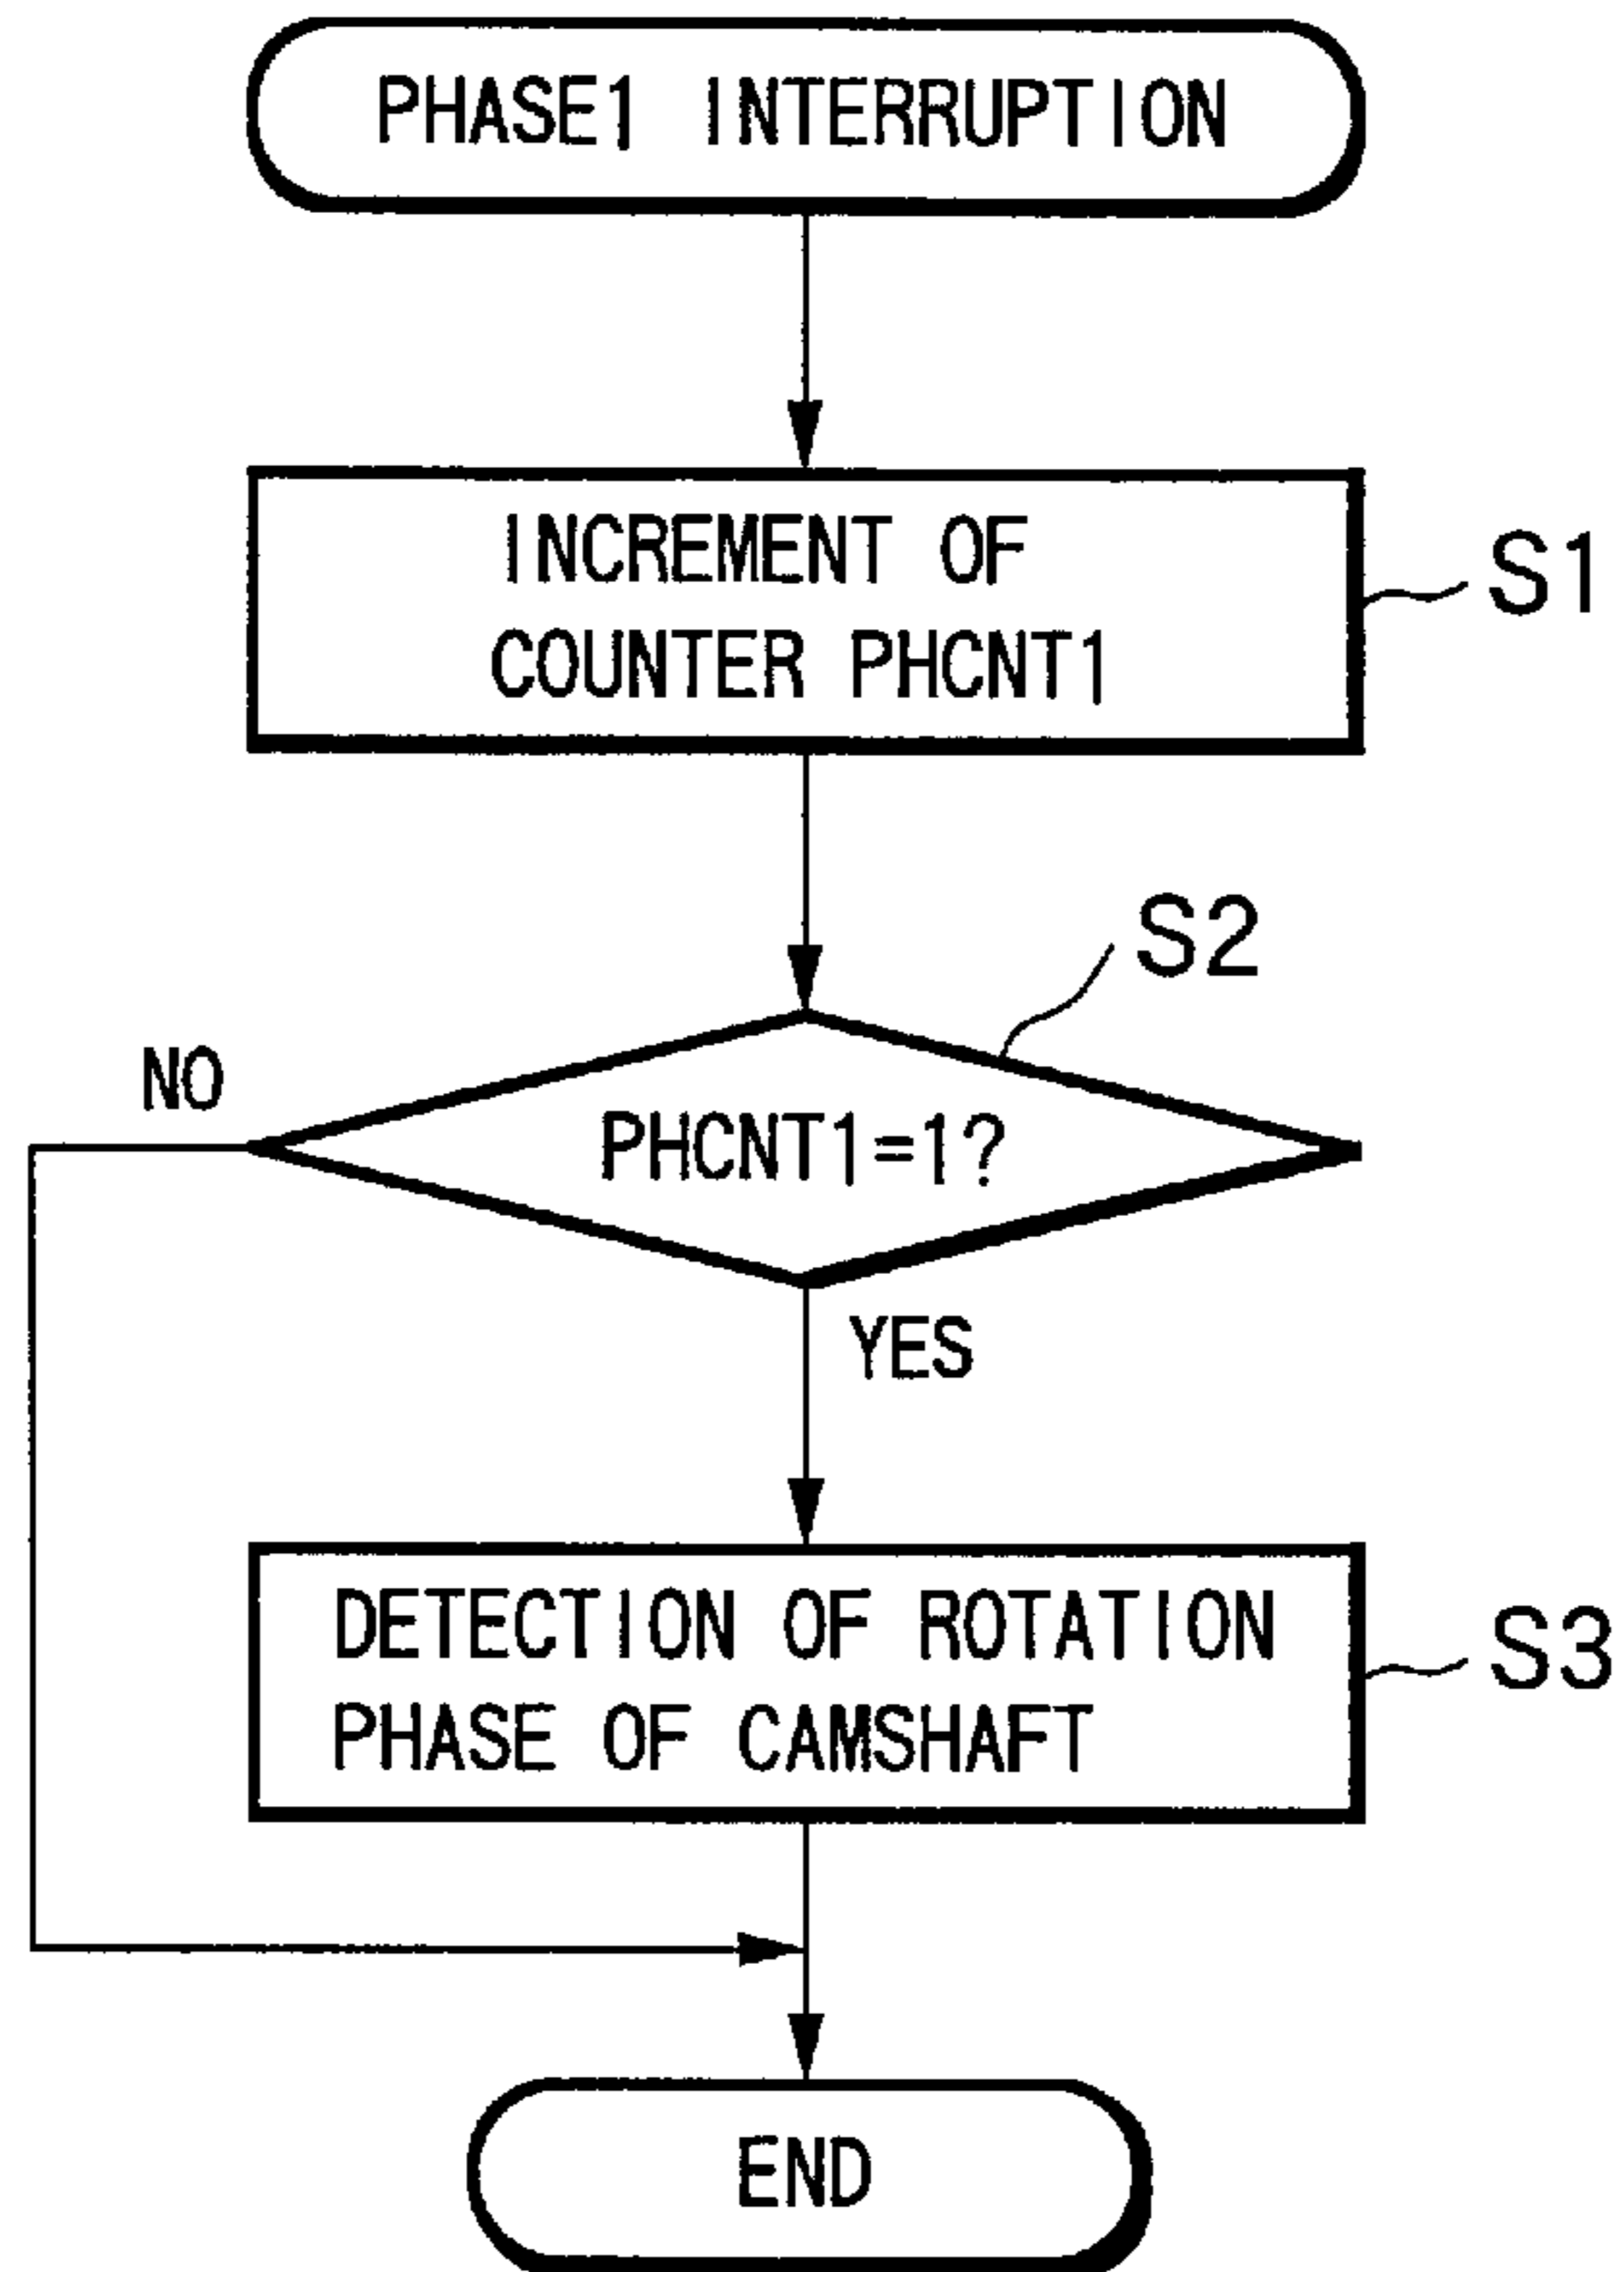 PHASE1 INTERRUPTION
INCREMENT OF
COUNTER PHCNT1
S1
S2
NO
PHCNT1=1?
YES
DETECTION OF ROTATION
PHASE OF CAMSHAFT
S3
END